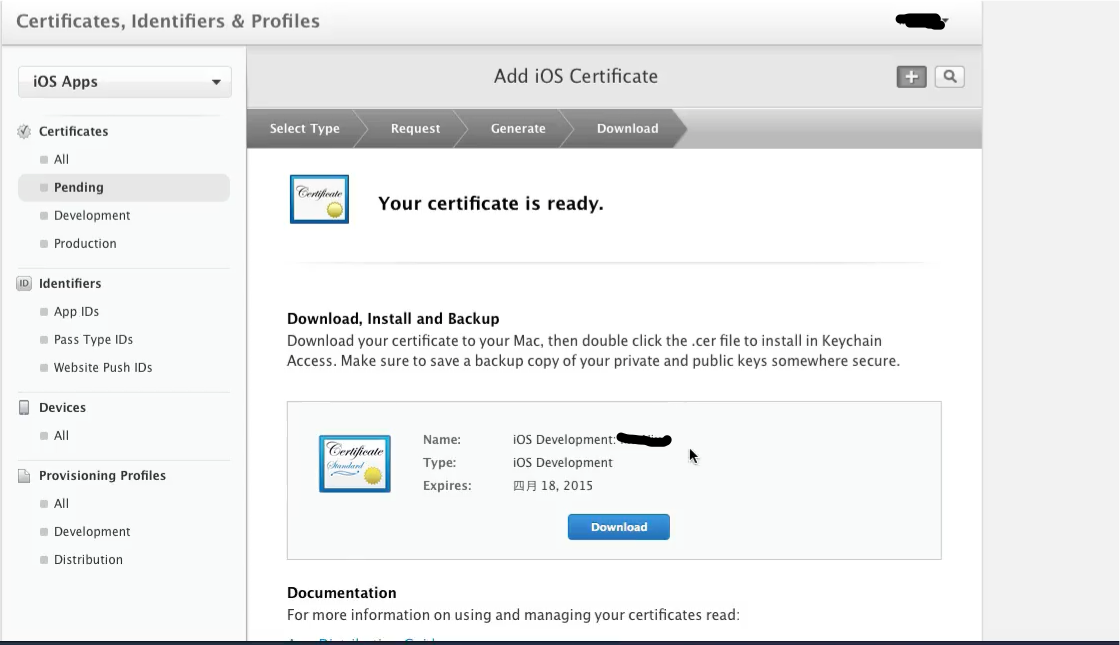 Certificates, Identifiers & Profiles
iOS Apps
Add iOS Certificate
Select Type
Request
Generate
Download
Certificates
All
Pending
Development
Production
ID Identifiers
App IDs
Pass Type IDs
Website Push IDs
Devices
All
Provisioning Profiles
All
Development
Distribution
Certificate
Your certificate is ready.
Download, Install and Backup
Download your certificate to your Mac, then double click the .cer file to install in Keychain
Access. Make sure to save a backup copy of your private and public keys somewhere secure.
Certificate
Standard
Name: iOS Development:
Type: iOS Development
Expires: 四月 18, 2015
Download
Documentation
For more information on using and managing your certificates read: